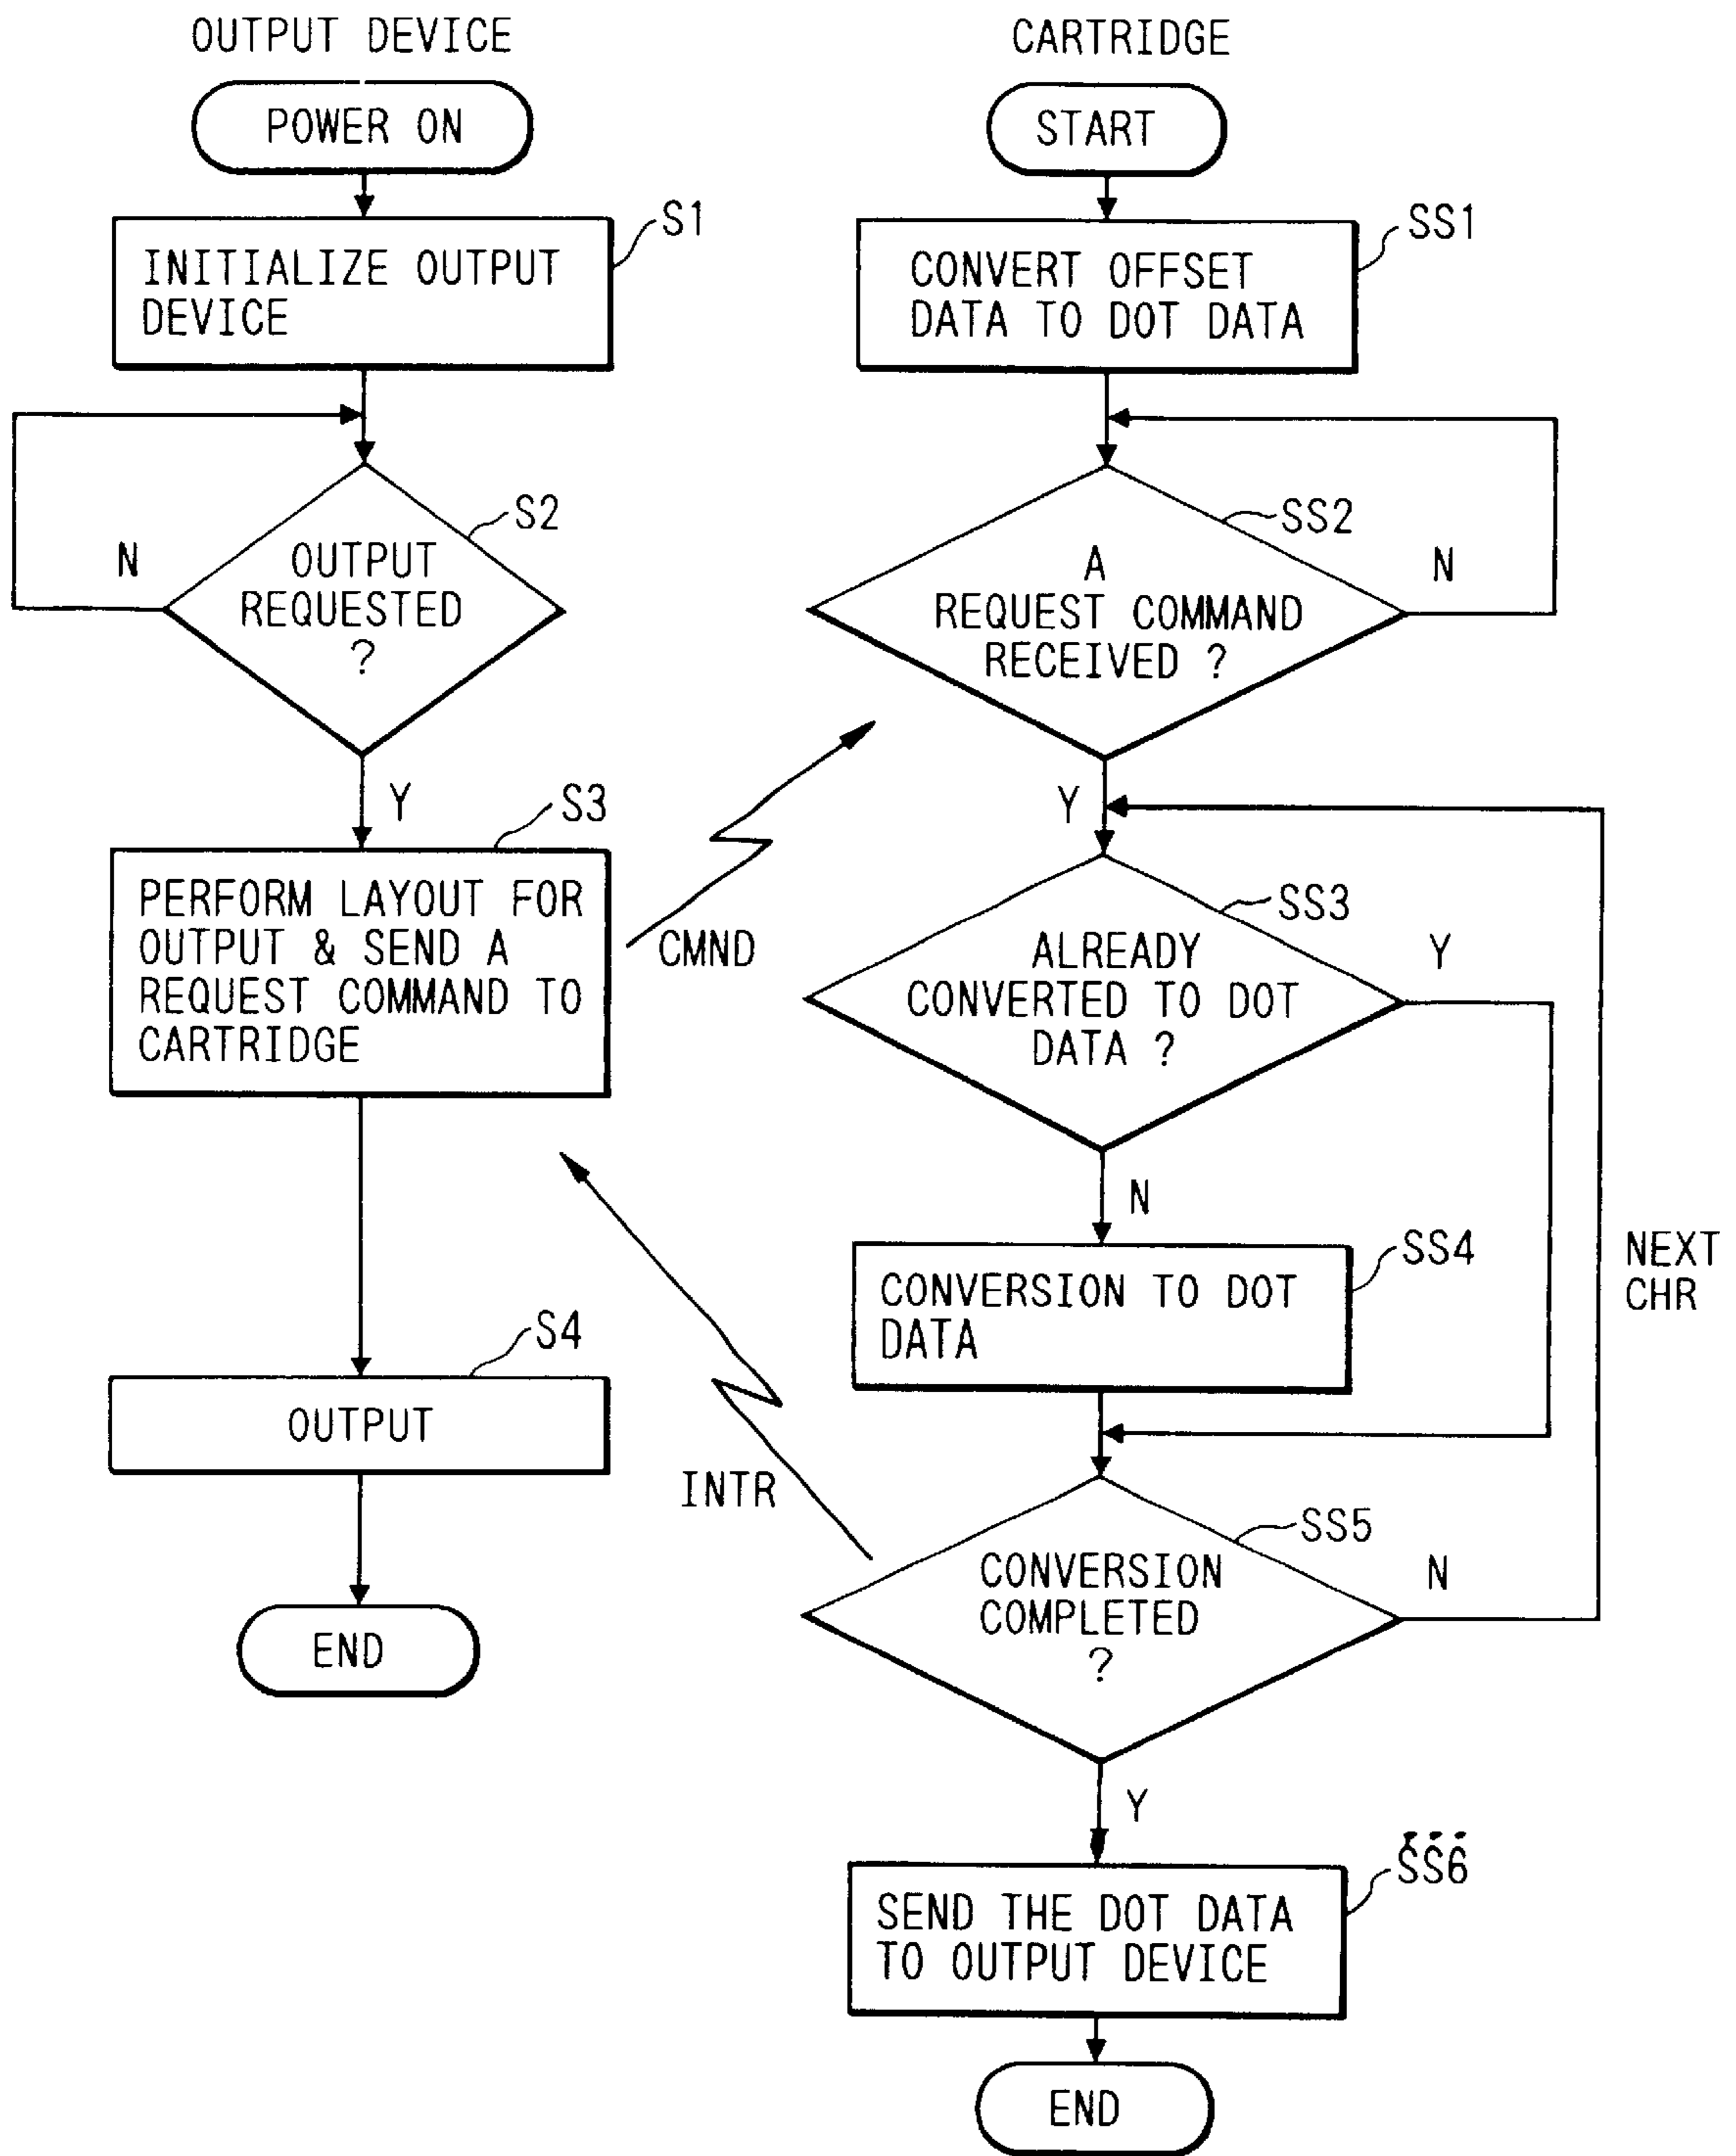 OUTPUT DEVICE
POWER ON
S1
INITIALIZE OUTPUT
DEVICE
S2
N
OUTPUT
REQUESTED
?
Y
S3
PERFORM LAYOUT FOR
OUTPUT & SEND A
REQUEST COMMAND TO
CARTRIDGE
CMND
S4
OUTPUT
INTR
END
CARTRIDGE
START
SS1
CONVERT OFFSET
DATA TO DOT DATA
SS2
A
REQUEST COMMAND
RECEIVED ?
N
Y
SS3
ALREADY
CONVERTED TO DOT
DATA ?
Y
N
SS4
CONVERSION TO DOT
DATA
NEXT
CHR
SS5
CONVERSION
COMPLETED
?
N
Y
SS6
SEND THE DOT DATA
TO OUTPUT DEVICE
END